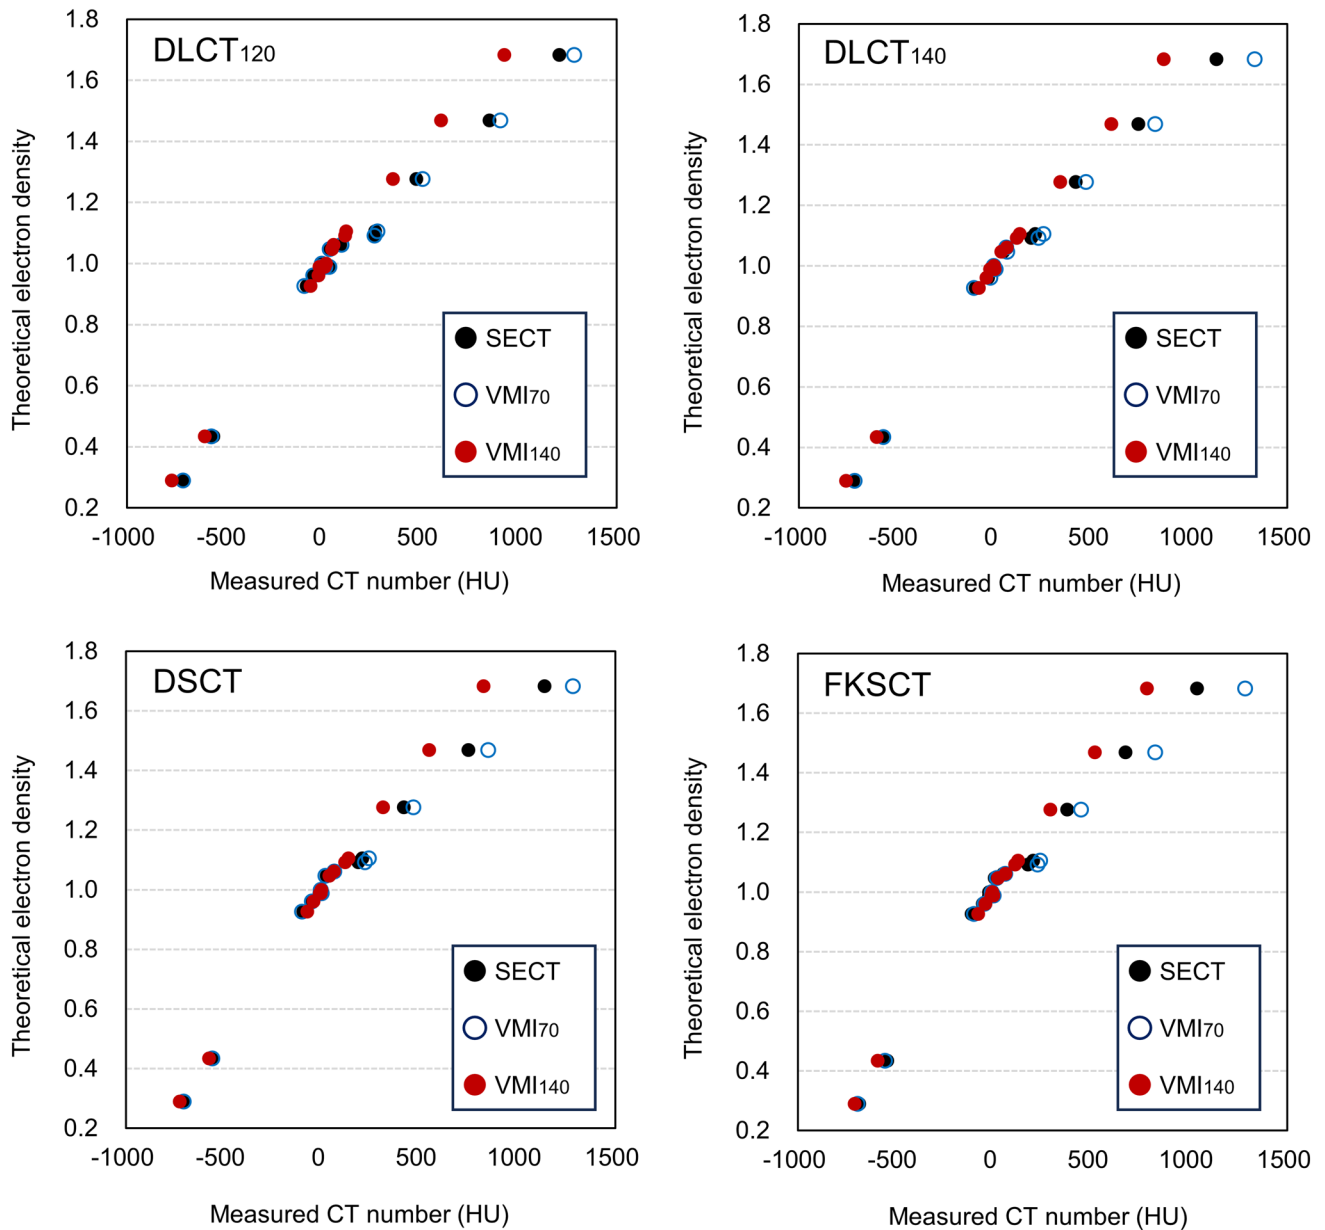 DLCT120
Theoretical electron density
1.8
1.6
1.4
1.2
1.0
0.8
0.6
0.4
0.2
SECT
VMI70
VMI140
-1000 -500 0 500 1000 1500
Measured CT number (HU)
DLCT140
Theoretical electron density
1.8
1.6
1.4
1.2
1.0
0.8
0.6
0.4
0.2
SECT
VMI70
VMI140
-1000 -500 0 500 1000 1500
Measured CT number (HU)
DSCT
Theoretical electron density
1.8
1.6
1.4
1.2
1.0
0.8
0.6
0.4
0.2
SECT
VMI70
VMI140
-1000 -500 0 500 1000 1500
Measured CT number (HU)
FKSCT
Theoretical electron density
1.8
1.6
1.4
1.2
1.0
0.8
0.6
0.4
0.2
SECT
VMI70
VMI140
-1000 -500 0 500 1000 1500
Measured CT number (HU)